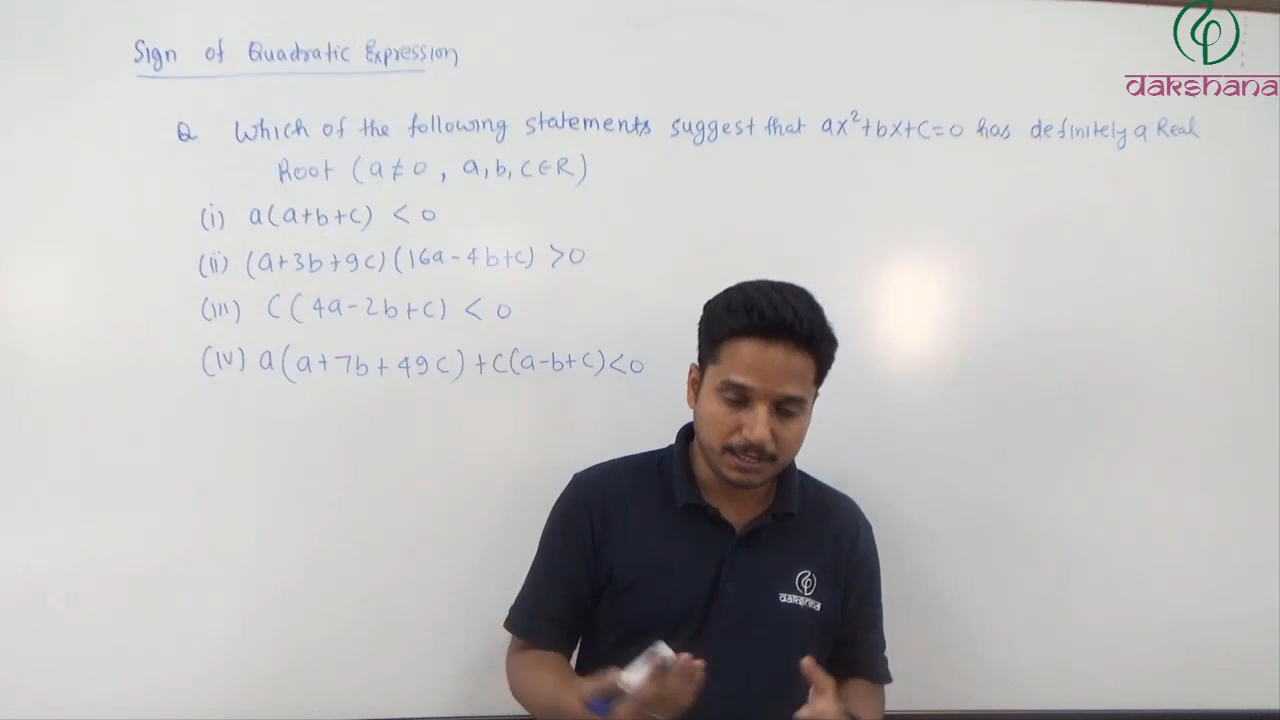 Sign of Quadratic Expression
dakshana
Q Which of the following statements suggest that ax²+bx+c=0 has definitely a Real
Root (a≠0, a,b,c∈R)
(i) a(a+b+c) < 0
(ii) (a+3b+9c)(16a-4b+c) >0
(iii) c(4a-2b+c) < 0
(iv) a(a+7b+49c)+c(a-b+c)<0
dakshana